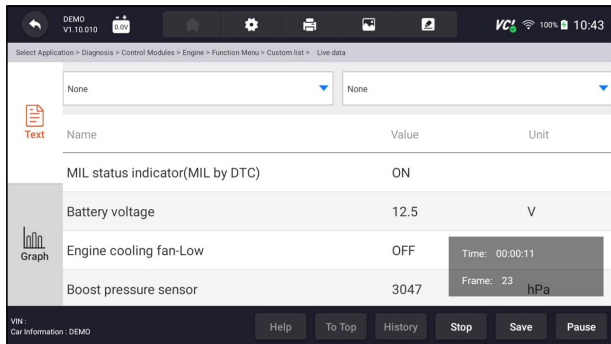 DEMO
V1.10.010
0.0V
VCI
100%
10:43
Select Application > Diagnosis > Control Modules > Engine > Function Menu > Custom list > Live data
None
None
Text
Name Value Unit
MIL status indicator(MIL by DTC) ON
Battery voltage 12.5 V
Graph
Engine cooling fan-Low OFF
Time: 00:00:11
Boost pressure sensor 3047 hPa
Frame: 23
VIN :
Car Information : DEMO
Help
To Top
History
Stop
Save
Pause